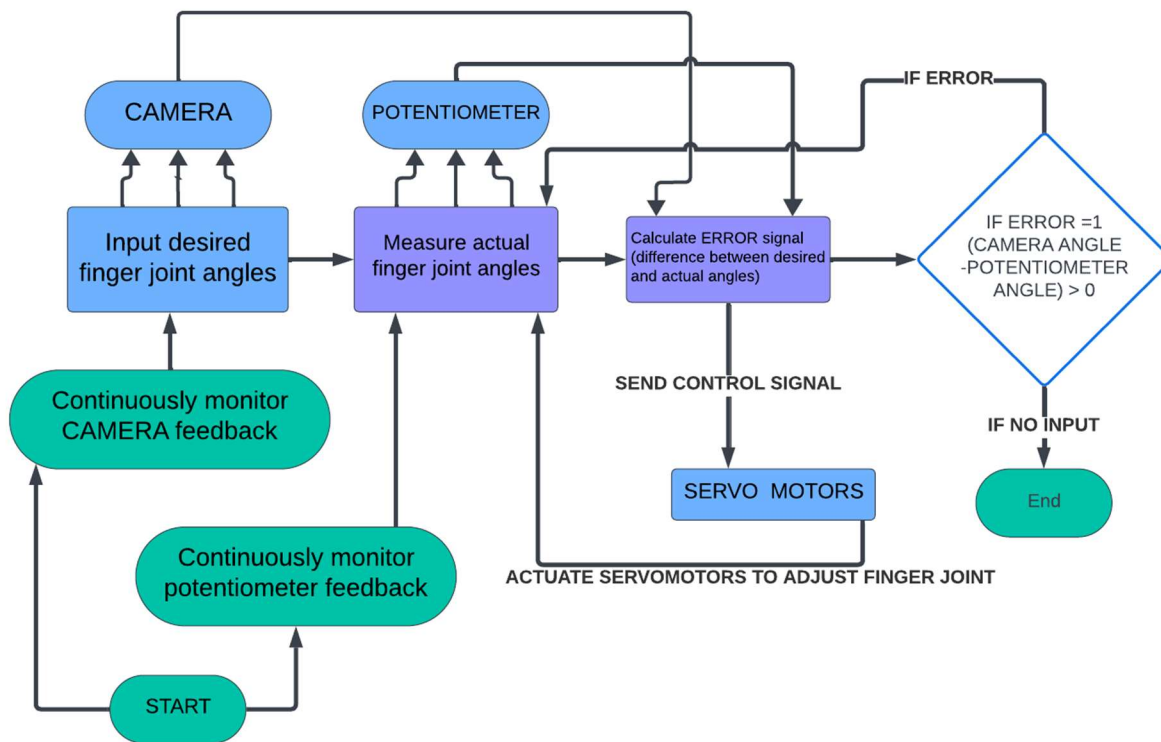 CAMERA
POTENTIOMETER
IF ERROR
Input desired
finger joint angles
Measure actual
finger joint angles
Calculate ERROR signal
(difference between desired
and actual angles)
IF ERROR =1
(CAMERA ANGLE
-POTENTIOMETER
ANGLE) > 0
SEND CONTROL SIGNAL
Continuously monitor
CAMERA feedback
IF NO INPUT
SERVO MOTORS
End
Continuously monitor
potentiometer feedback
ACTUATE SERVOMOTORS TO ADJUST FINGER JOINT
START